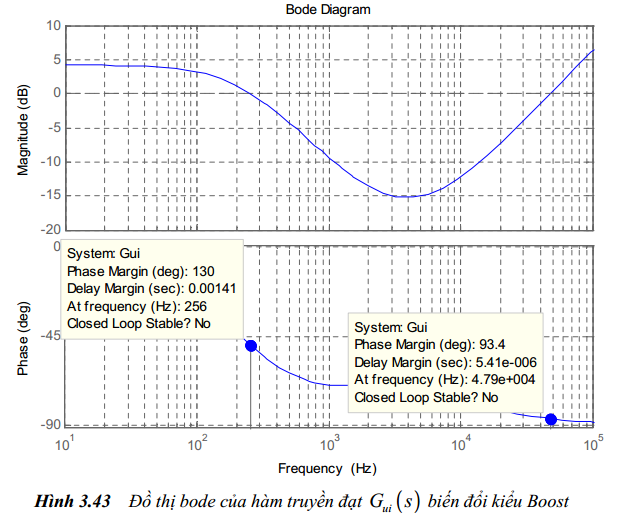 Bode Diagram
10
5
0
-5
-10
-15
-20
Magnitude (dB)
0
-45
-90
Phase (deg)
System: Gui
Phase Margin (deg): 130
Delay Margin (sec): 0.00141
At frequency (Hz): 256
Closed Loop Stable? No
System: Gui
Phase Margin (deg): 93.4
Delay Margin (sec): 5.41e-006
At frequency (Hz): 4.79e+004
Closed Loop Stable? No
10¹ 10² 10³ 10⁴ 10⁵
Frequency (Hz)
Hình 3.43 Đồ thị bode của hàm truyền đạt Gᵤᵢ(s) biến đổi kiểu Boost